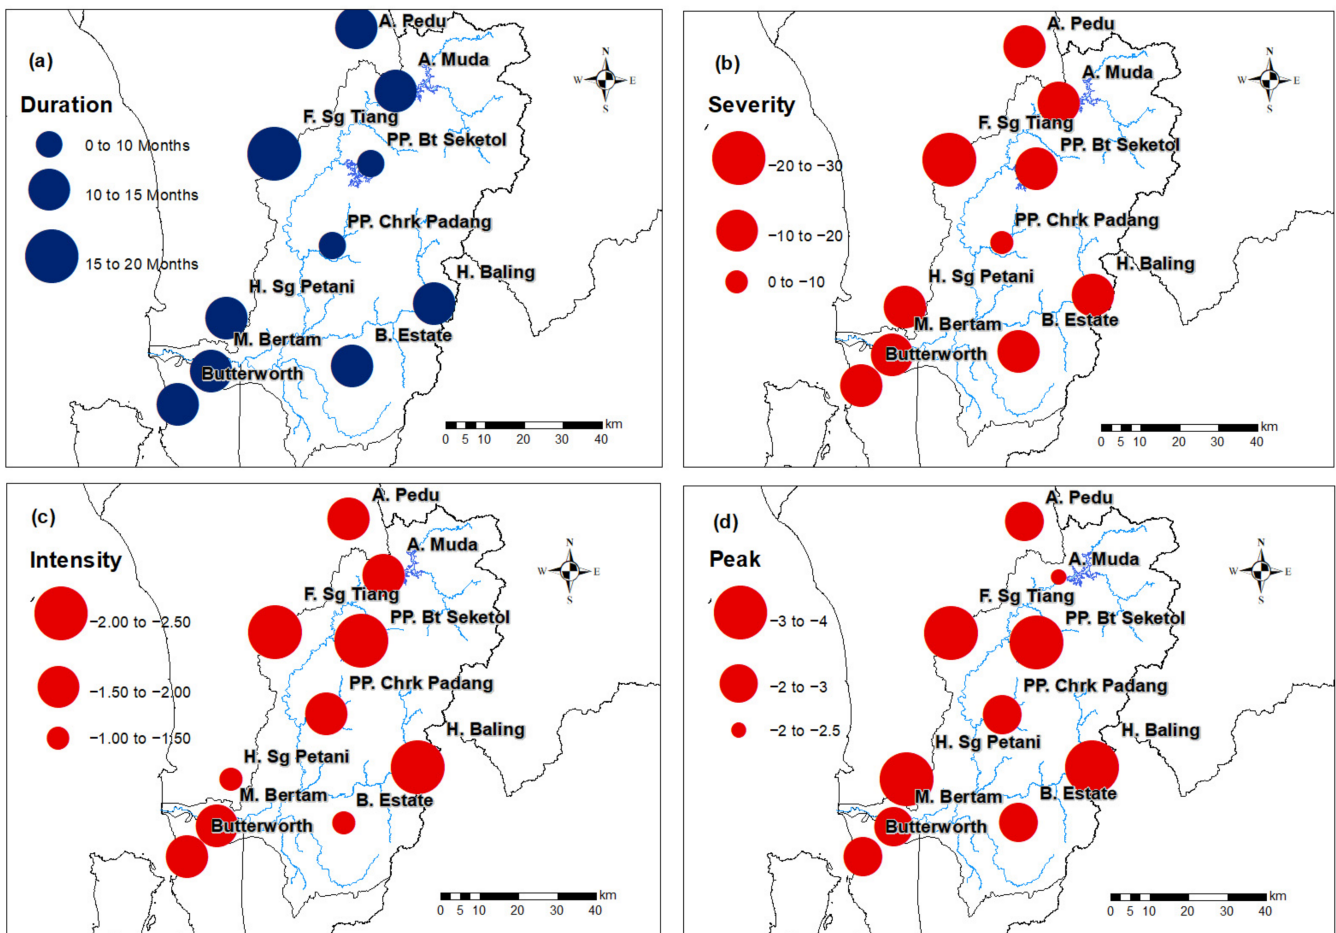 (a)
Duration
0 to 10 Months
10 to 15 Months
15 to 20 Months
A. Pedu
A. Muda
F. Sg Tiang
PP. Bt Seketol
PP. Chrk Padang
H. Baling
H. Sg Petani
B. Estate
M. Bertam
Butterworth
N
W E
S
km
0 5 10 20 30 40
(b)
Severity
−20 to −30
−10 to −20
0 to −10
A. Pedu
A. Muda
F. Sg Tiang
PP. Bt Seketol
PP. Chrk Padang
H. Baling
H. Sg Petani
B. Estate
M. Bertam
Butterworth
N
W E
S
km
0 5 10 20 30 40
(c)
Intensity
−2.00 to −2.50
−1.50 to −2.00
−1.00 to −1.50
A. Pedu
A. Muda
F. Sg Tiang
PP. Bt Seketol
PP. Chrk Padang
H. Baling
H. Sg Petani
M. Bertam
B. Estate
Butterworth
N
W E
S
km
0 5 10 20 30 40
(d)
Peak
−3 to −4
−2 to −3
−2 to −2.5
A. Pedu
A. Muda
F. Sg Tiang
PP. Bt Seketol
PP. Chrk Padang
H. Baling
H. Sg Petani
B. Estate
M. Bertam
Butterworth
N
W E
S
km
0 5 10 20 30 40